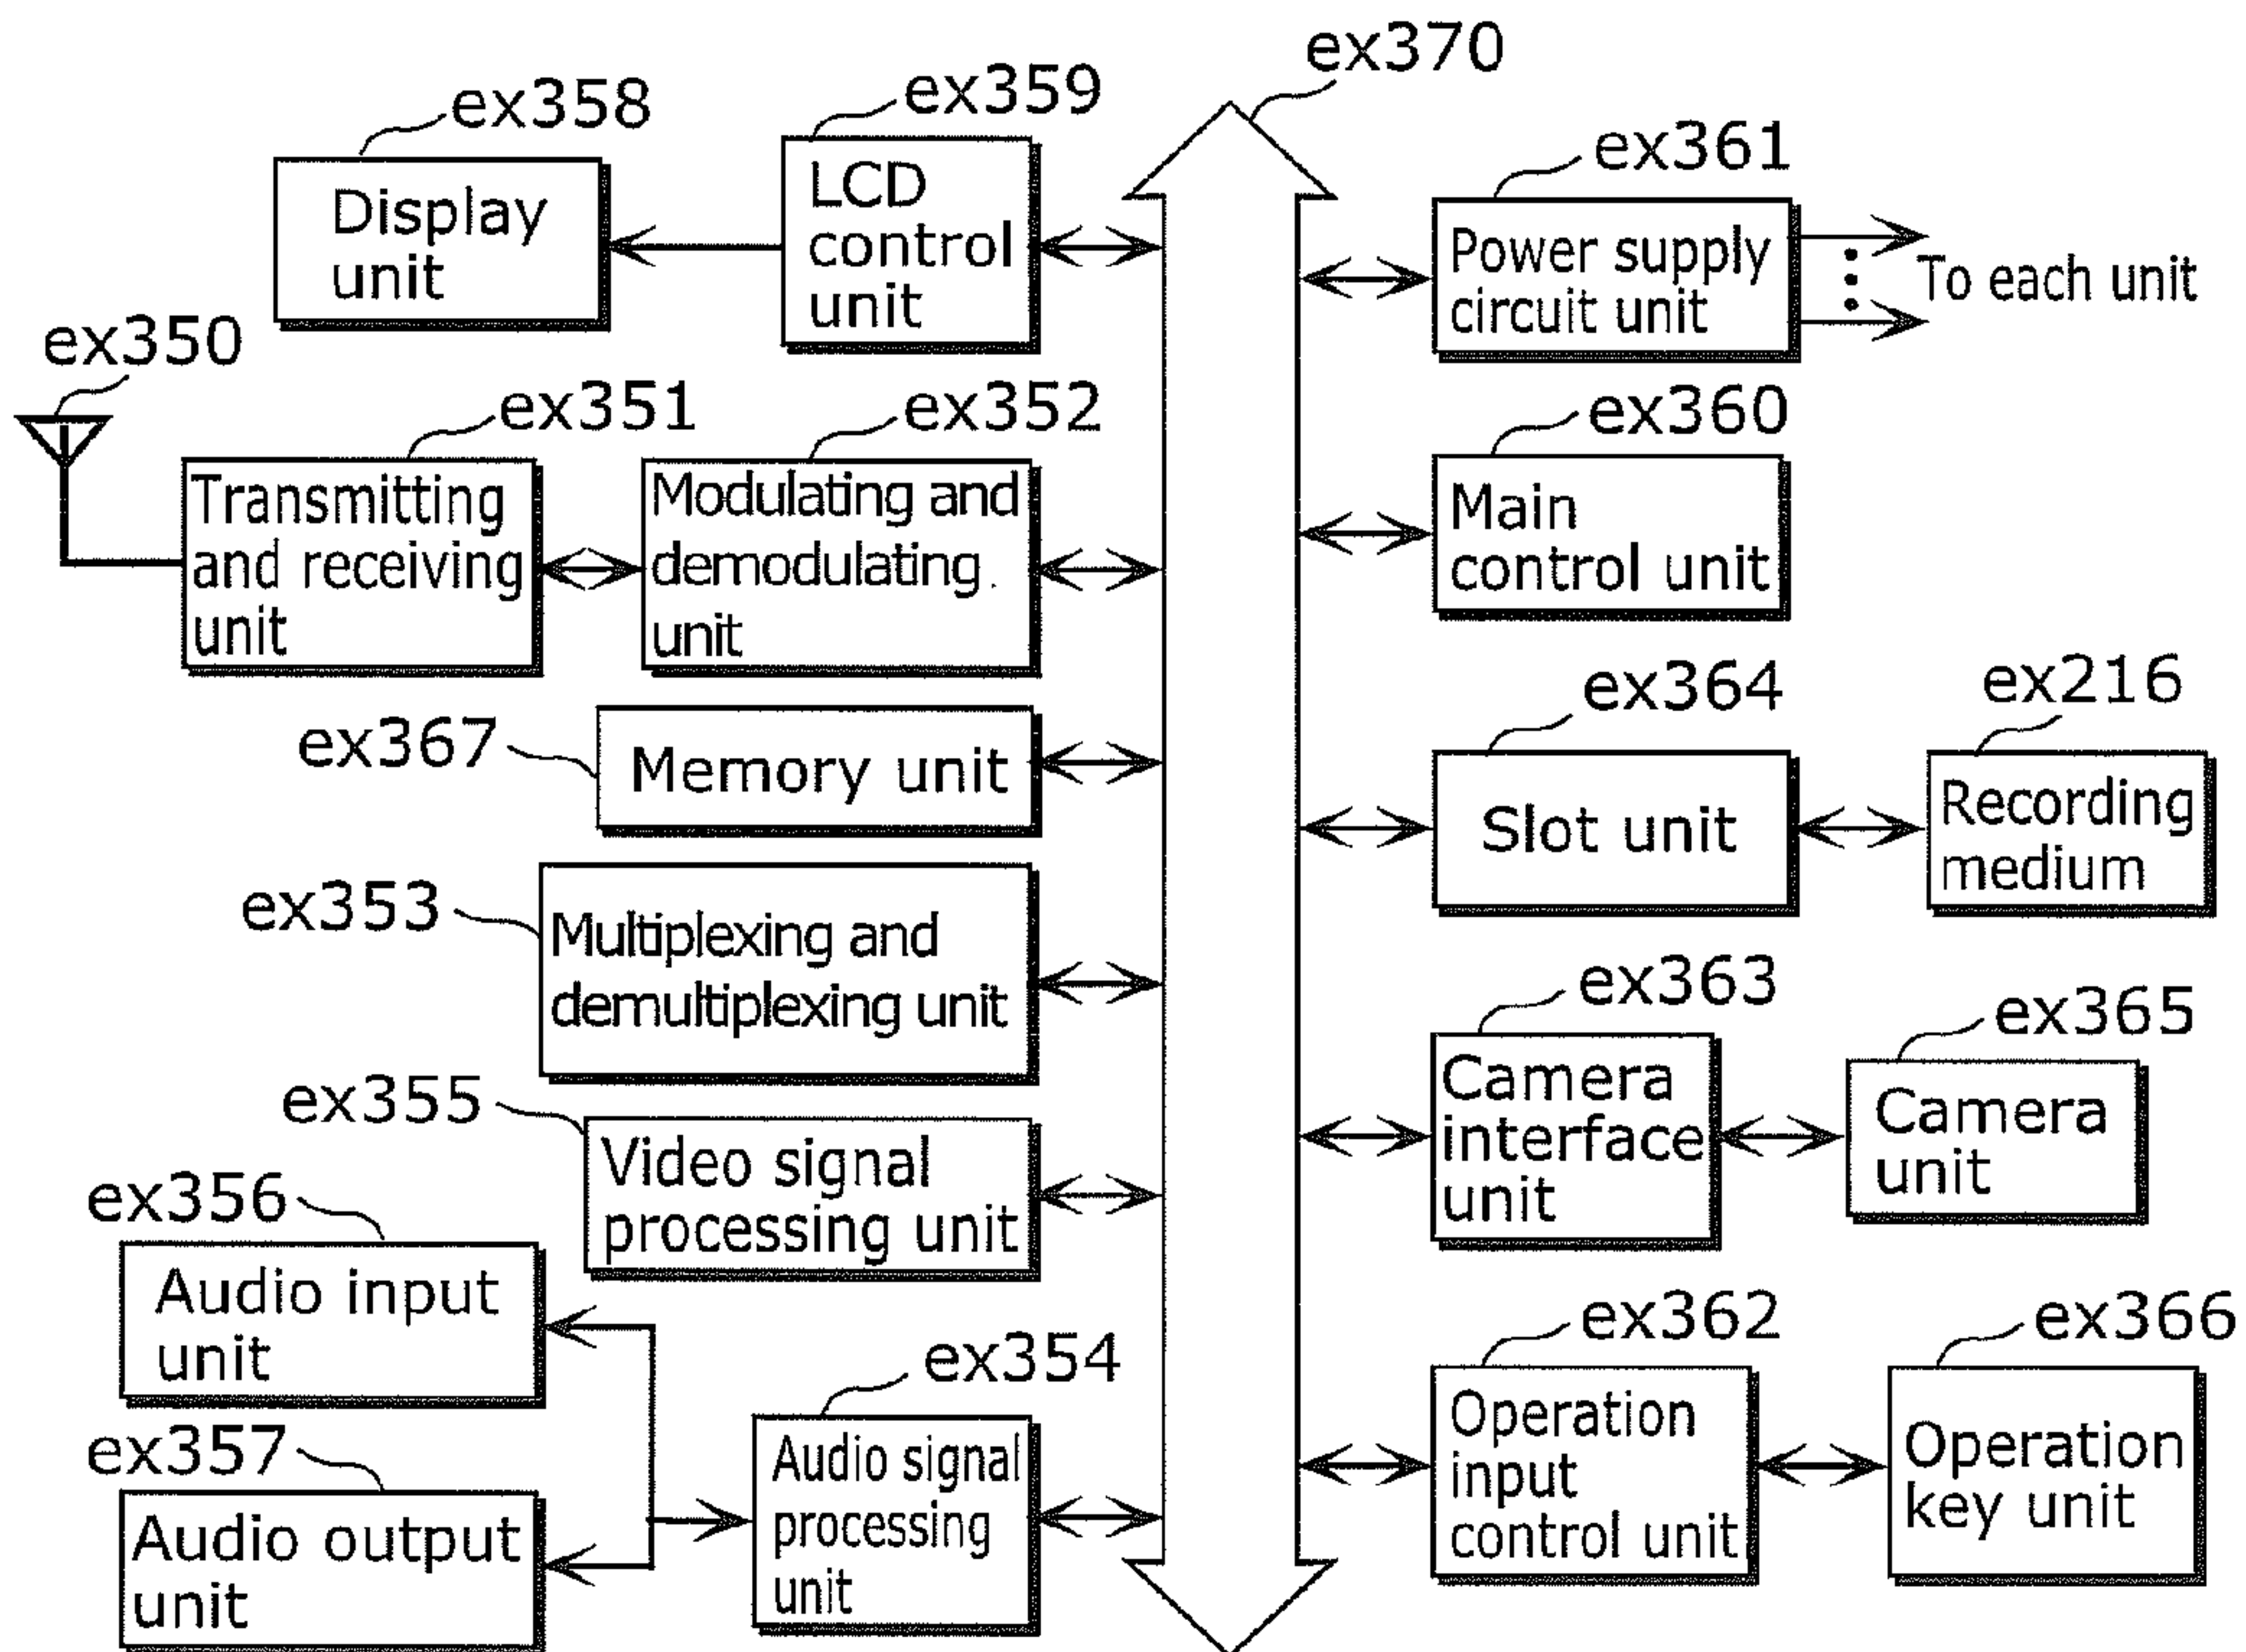 ex370
ex359
ex358
ex361
LCD
control
unit
Display
unit
Power supply
circuit unit
To each unit
ex350
ex351
ex352
ex360
Transmitting
and receiving
unit
Modulating and
demodulating
unit
Main
control unit
ex364
ex216
ex367
Memory unit
Slot unit
Recording
medium
ex353
Multiplexing and
demultiplexing unit
ex363
ex365
Camera
interface
unit
Camera
unit
ex355
Video signal
processing unit
ex356
Audio input
unit
ex362
ex366
ex354
Operation
input
control unit
Operation
key unit
ex357
Audio output
unit
Audio signal
processing
unit